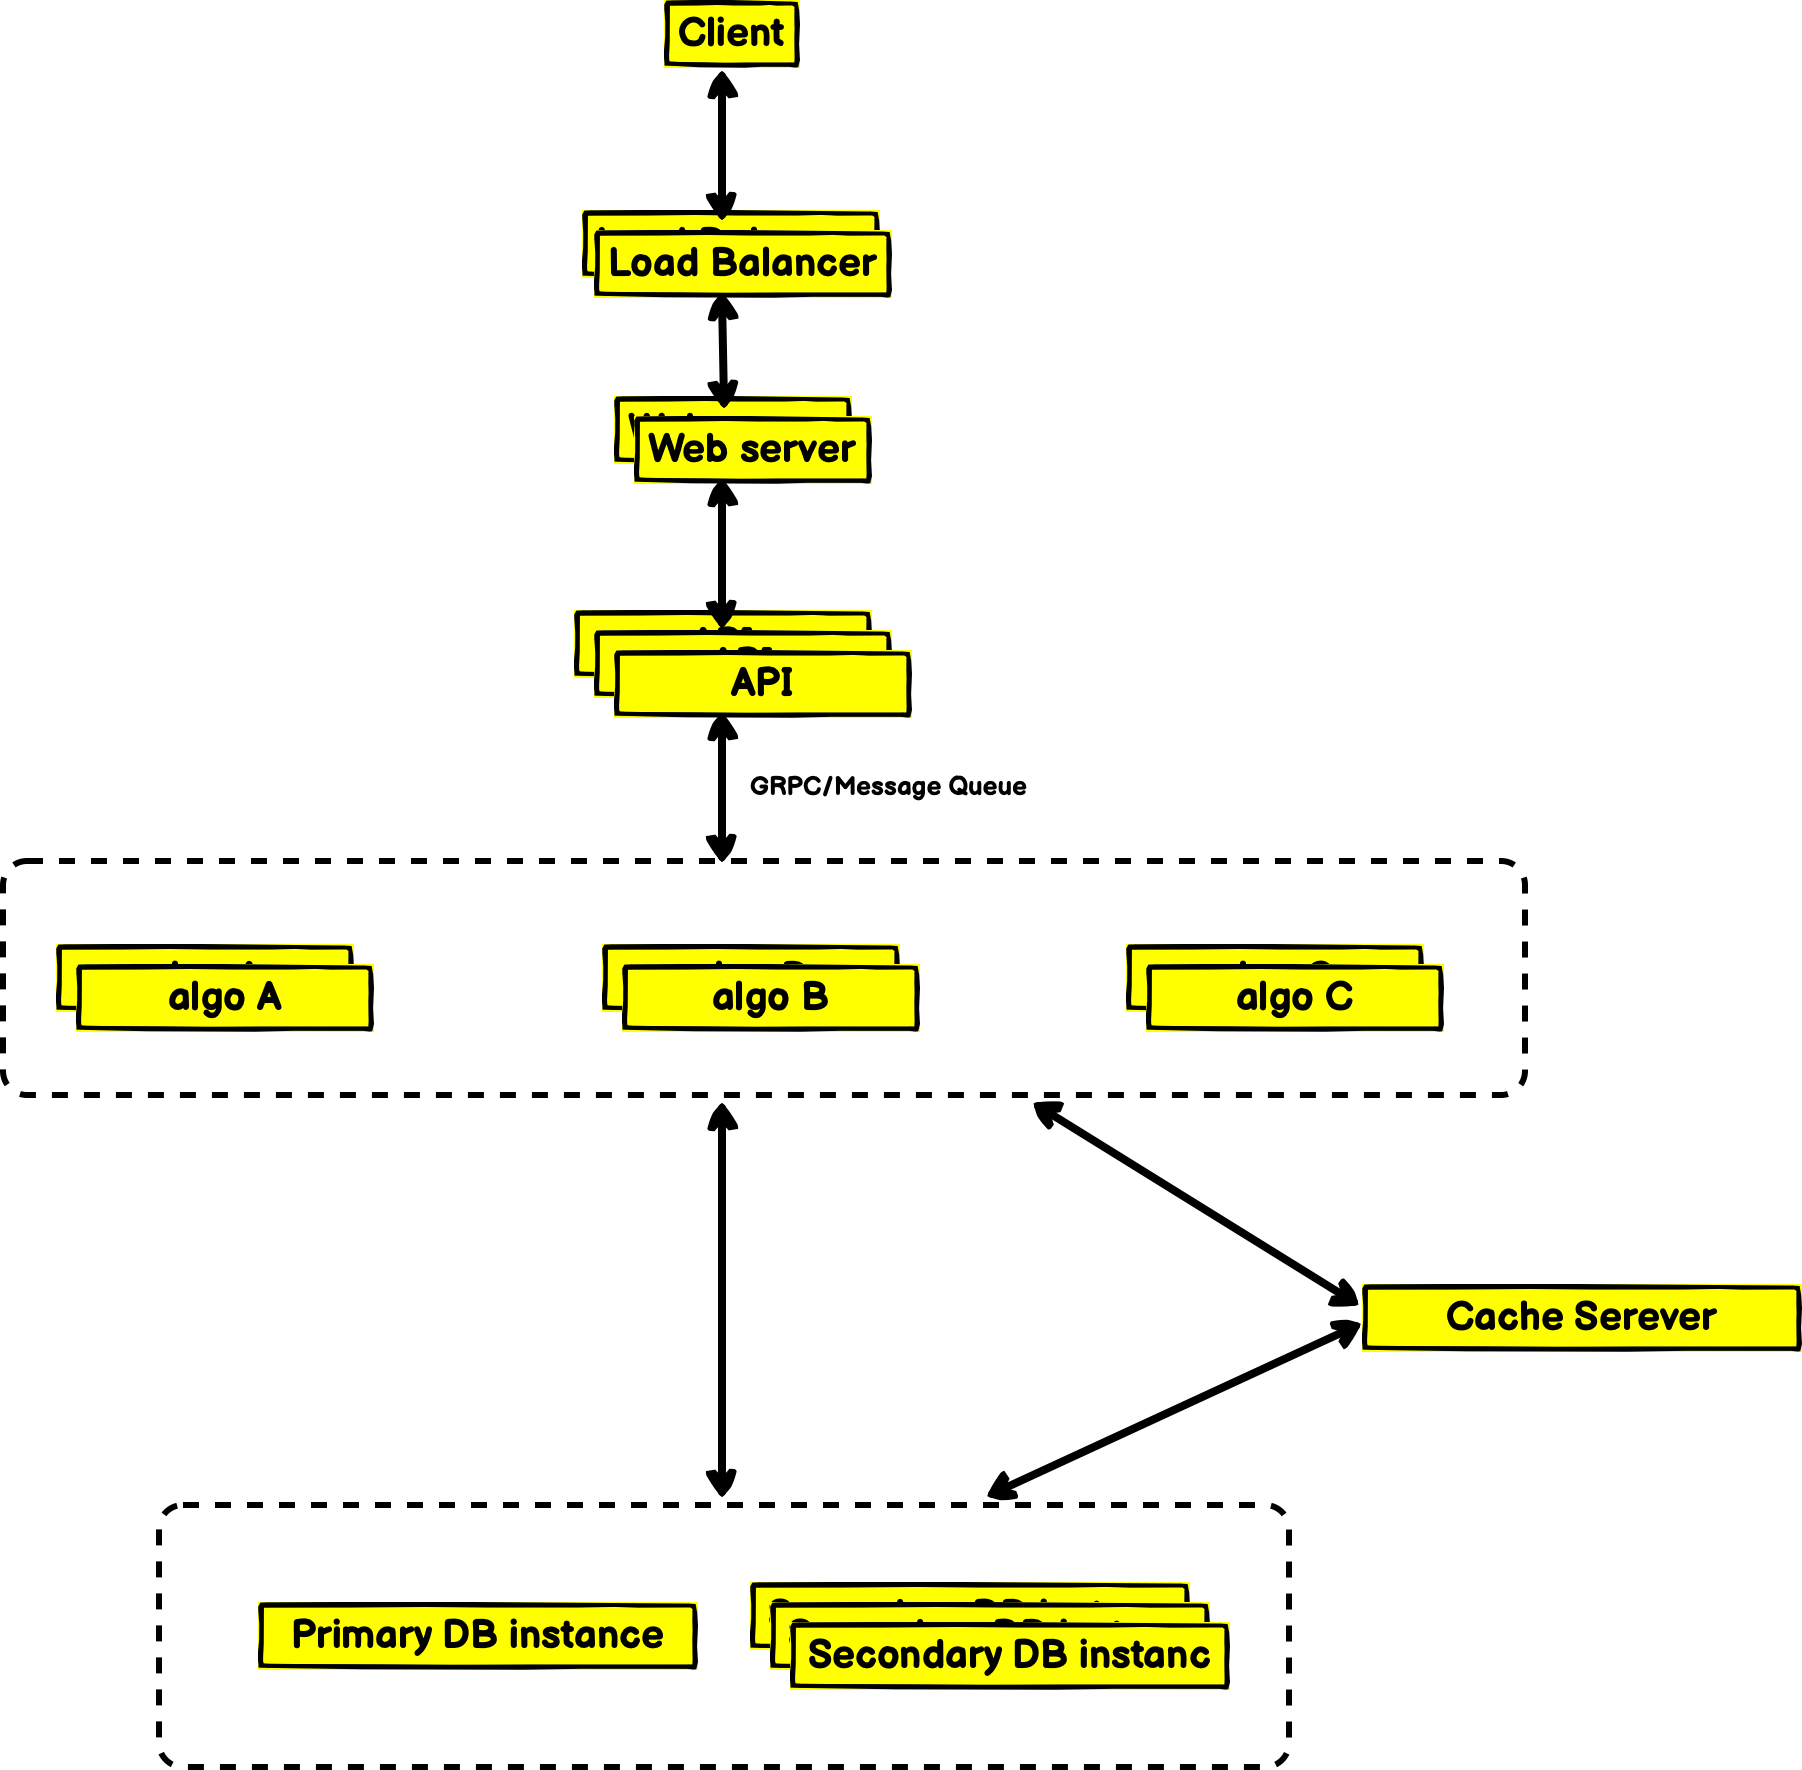 Client
Load Balancer
Web server
API
GRPC/Message Queue
algo A
algo B
algo C
Cache Serever
Primary DB instance
Secondary DB instanc